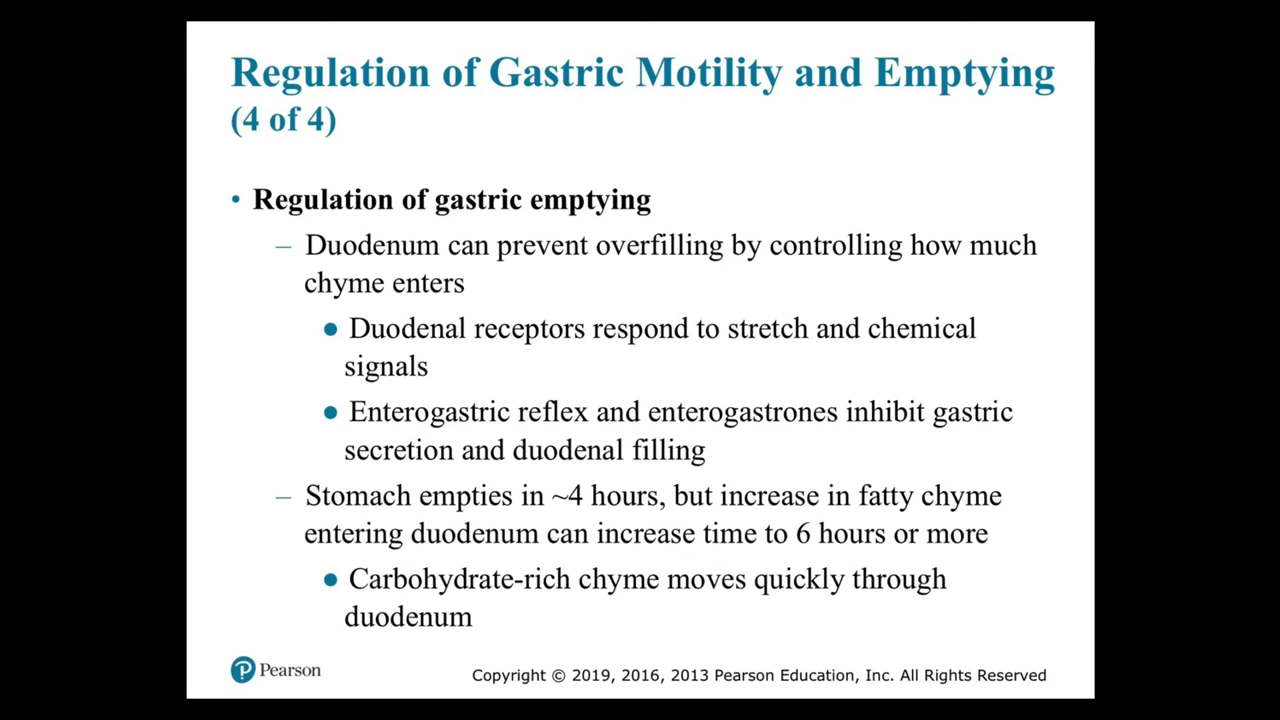 Regulation of Gastric Motility and Emptying
(4 of 4)
• Regulation of gastric emptying
– Duodenum can prevent overfilling by controlling how much
chyme enters
● Duodenal receptors respond to stretch and chemical
signals
● Enterogastric reflex and enterogastrones inhibit gastric
secretion and duodenal filling
– Stomach empties in ~4 hours, but increase in fatty chyme
entering duodenum can increase time to 6 hours or more
● Carbohydrate-rich chyme moves quickly through
duodenum
P Pearson
Copyright © 2019, 2016, 2013 Pearson Education, Inc. All Rights Reserved